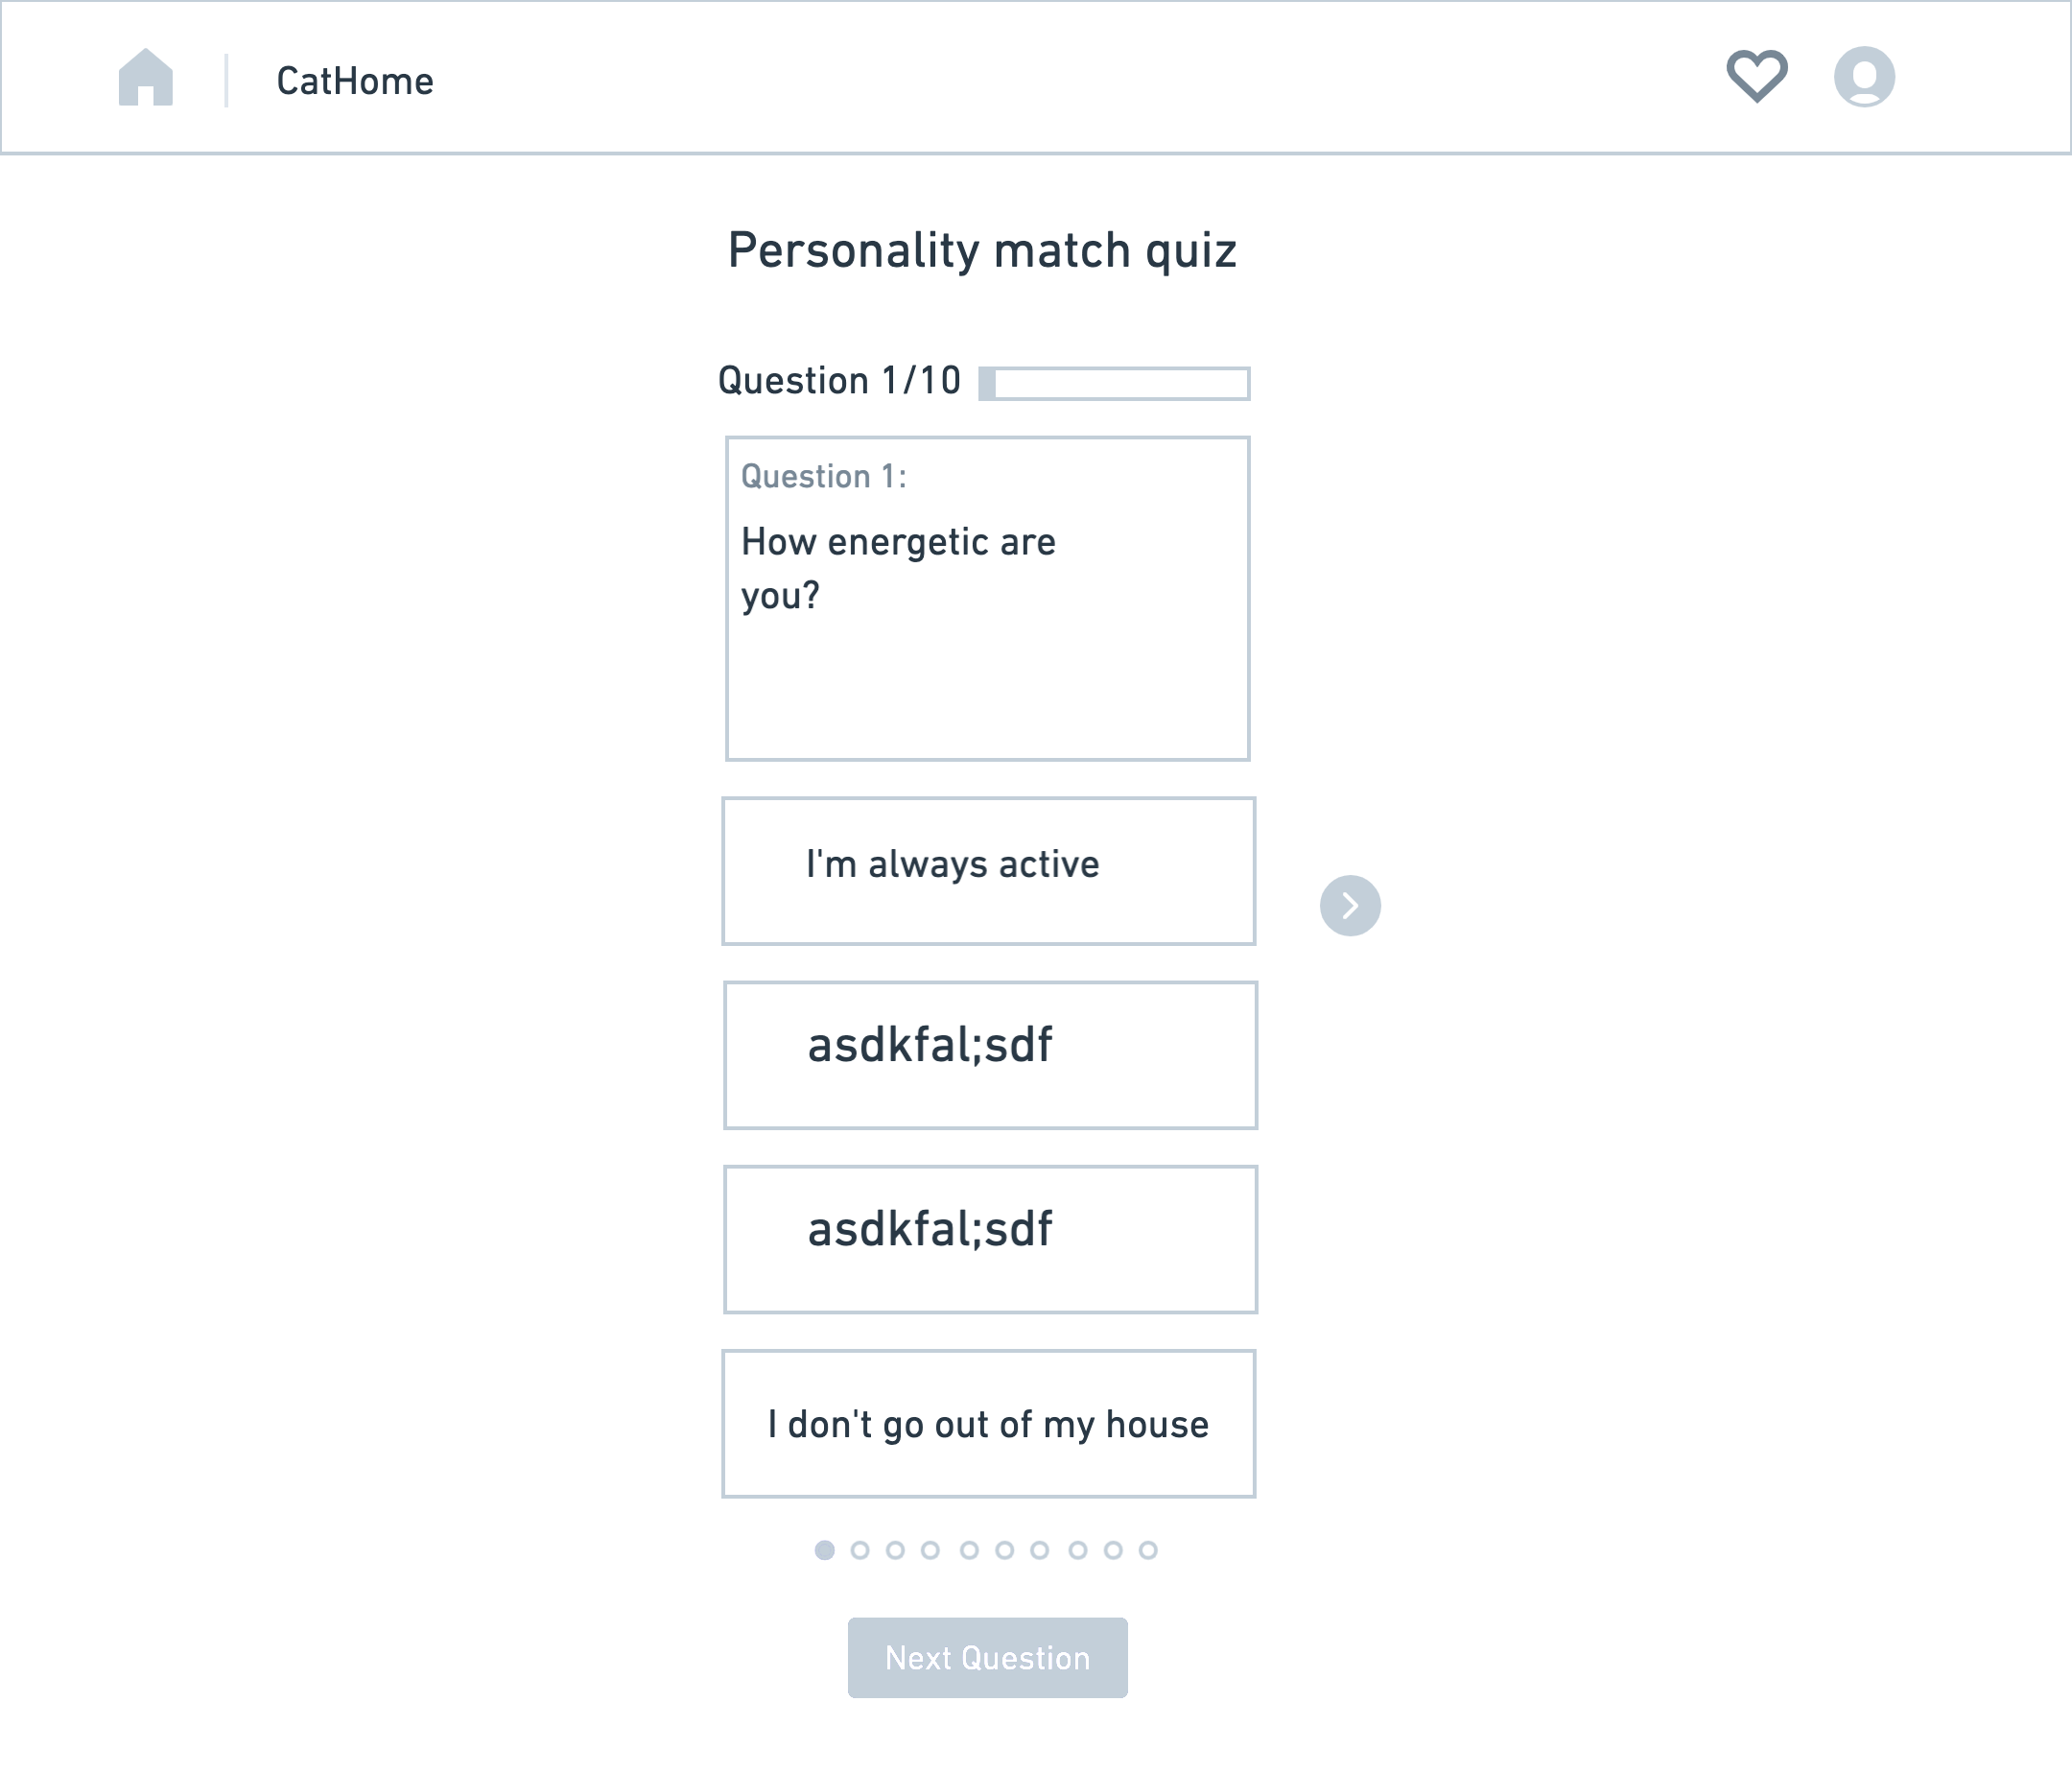 CatHome
Personality match quiz
Question 1/10
Question 1:
How energetic are
you?
I'm always active
asdkfal;sdf
asdkfal;sdf
I don't go out of my house
Next Question